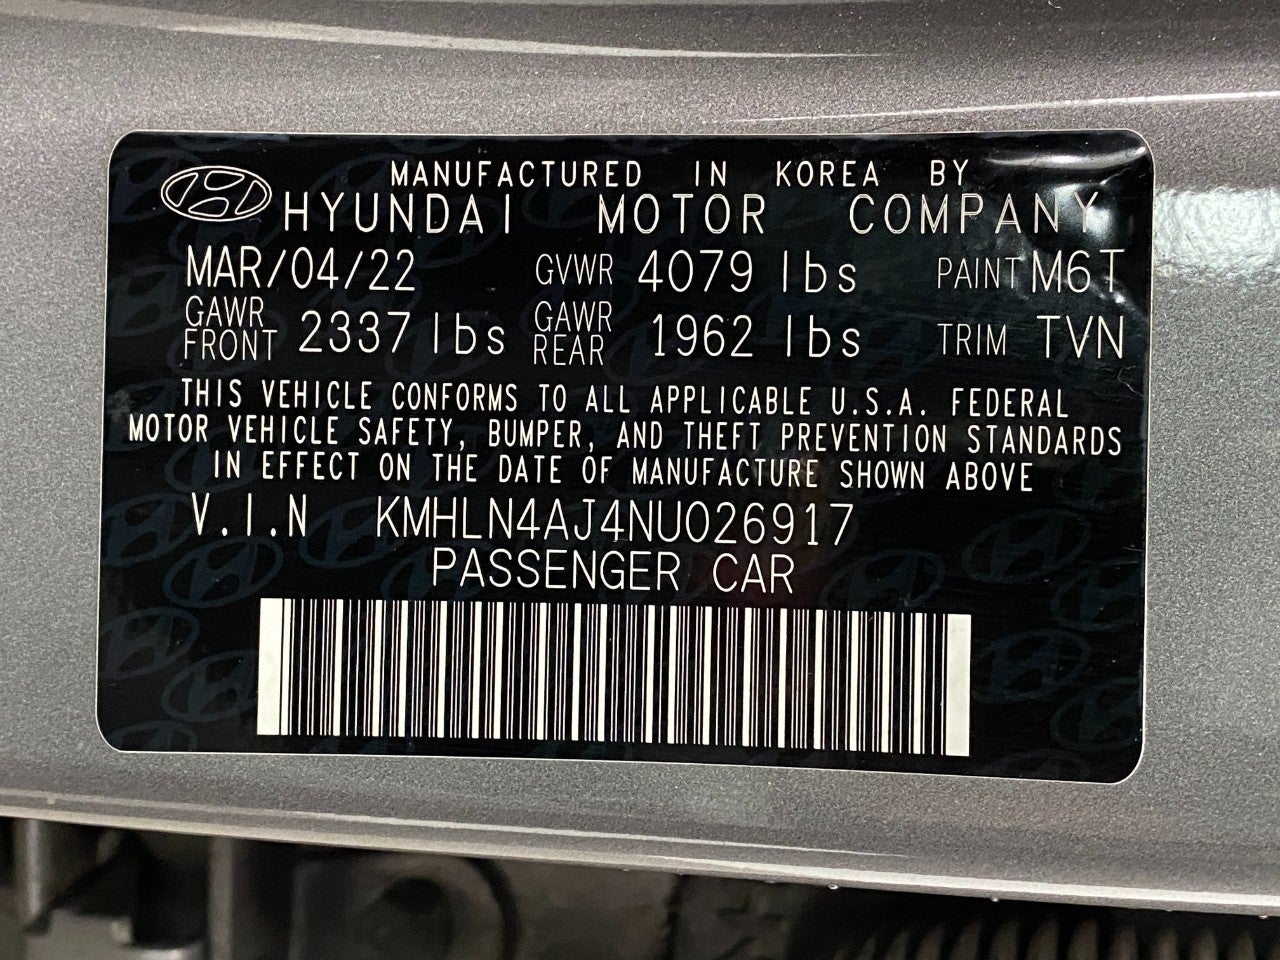 MANUFACTURED IN KOREA BY
HYUNDAI MOTOR COMPANY
MAR/04/22 GVWR 4079 lbs PAINT M6T
GAWR FRONT 2337 lbs GAWR REAR 1962 lbs TRIM TVN
THIS VEHICLE CONFORMS TO ALL APPLICABLE U.S.A. FEDERAL
MOTOR VEHICLE SAFETY, BUMPER, AND THEFT PREVENTION STANDARDS
IN EFFECT ON THE DATE OF MANUFACTURE SHOWN ABOVE
V.I.N KMHLN4AJ4NU026917
PASSENGER CAR